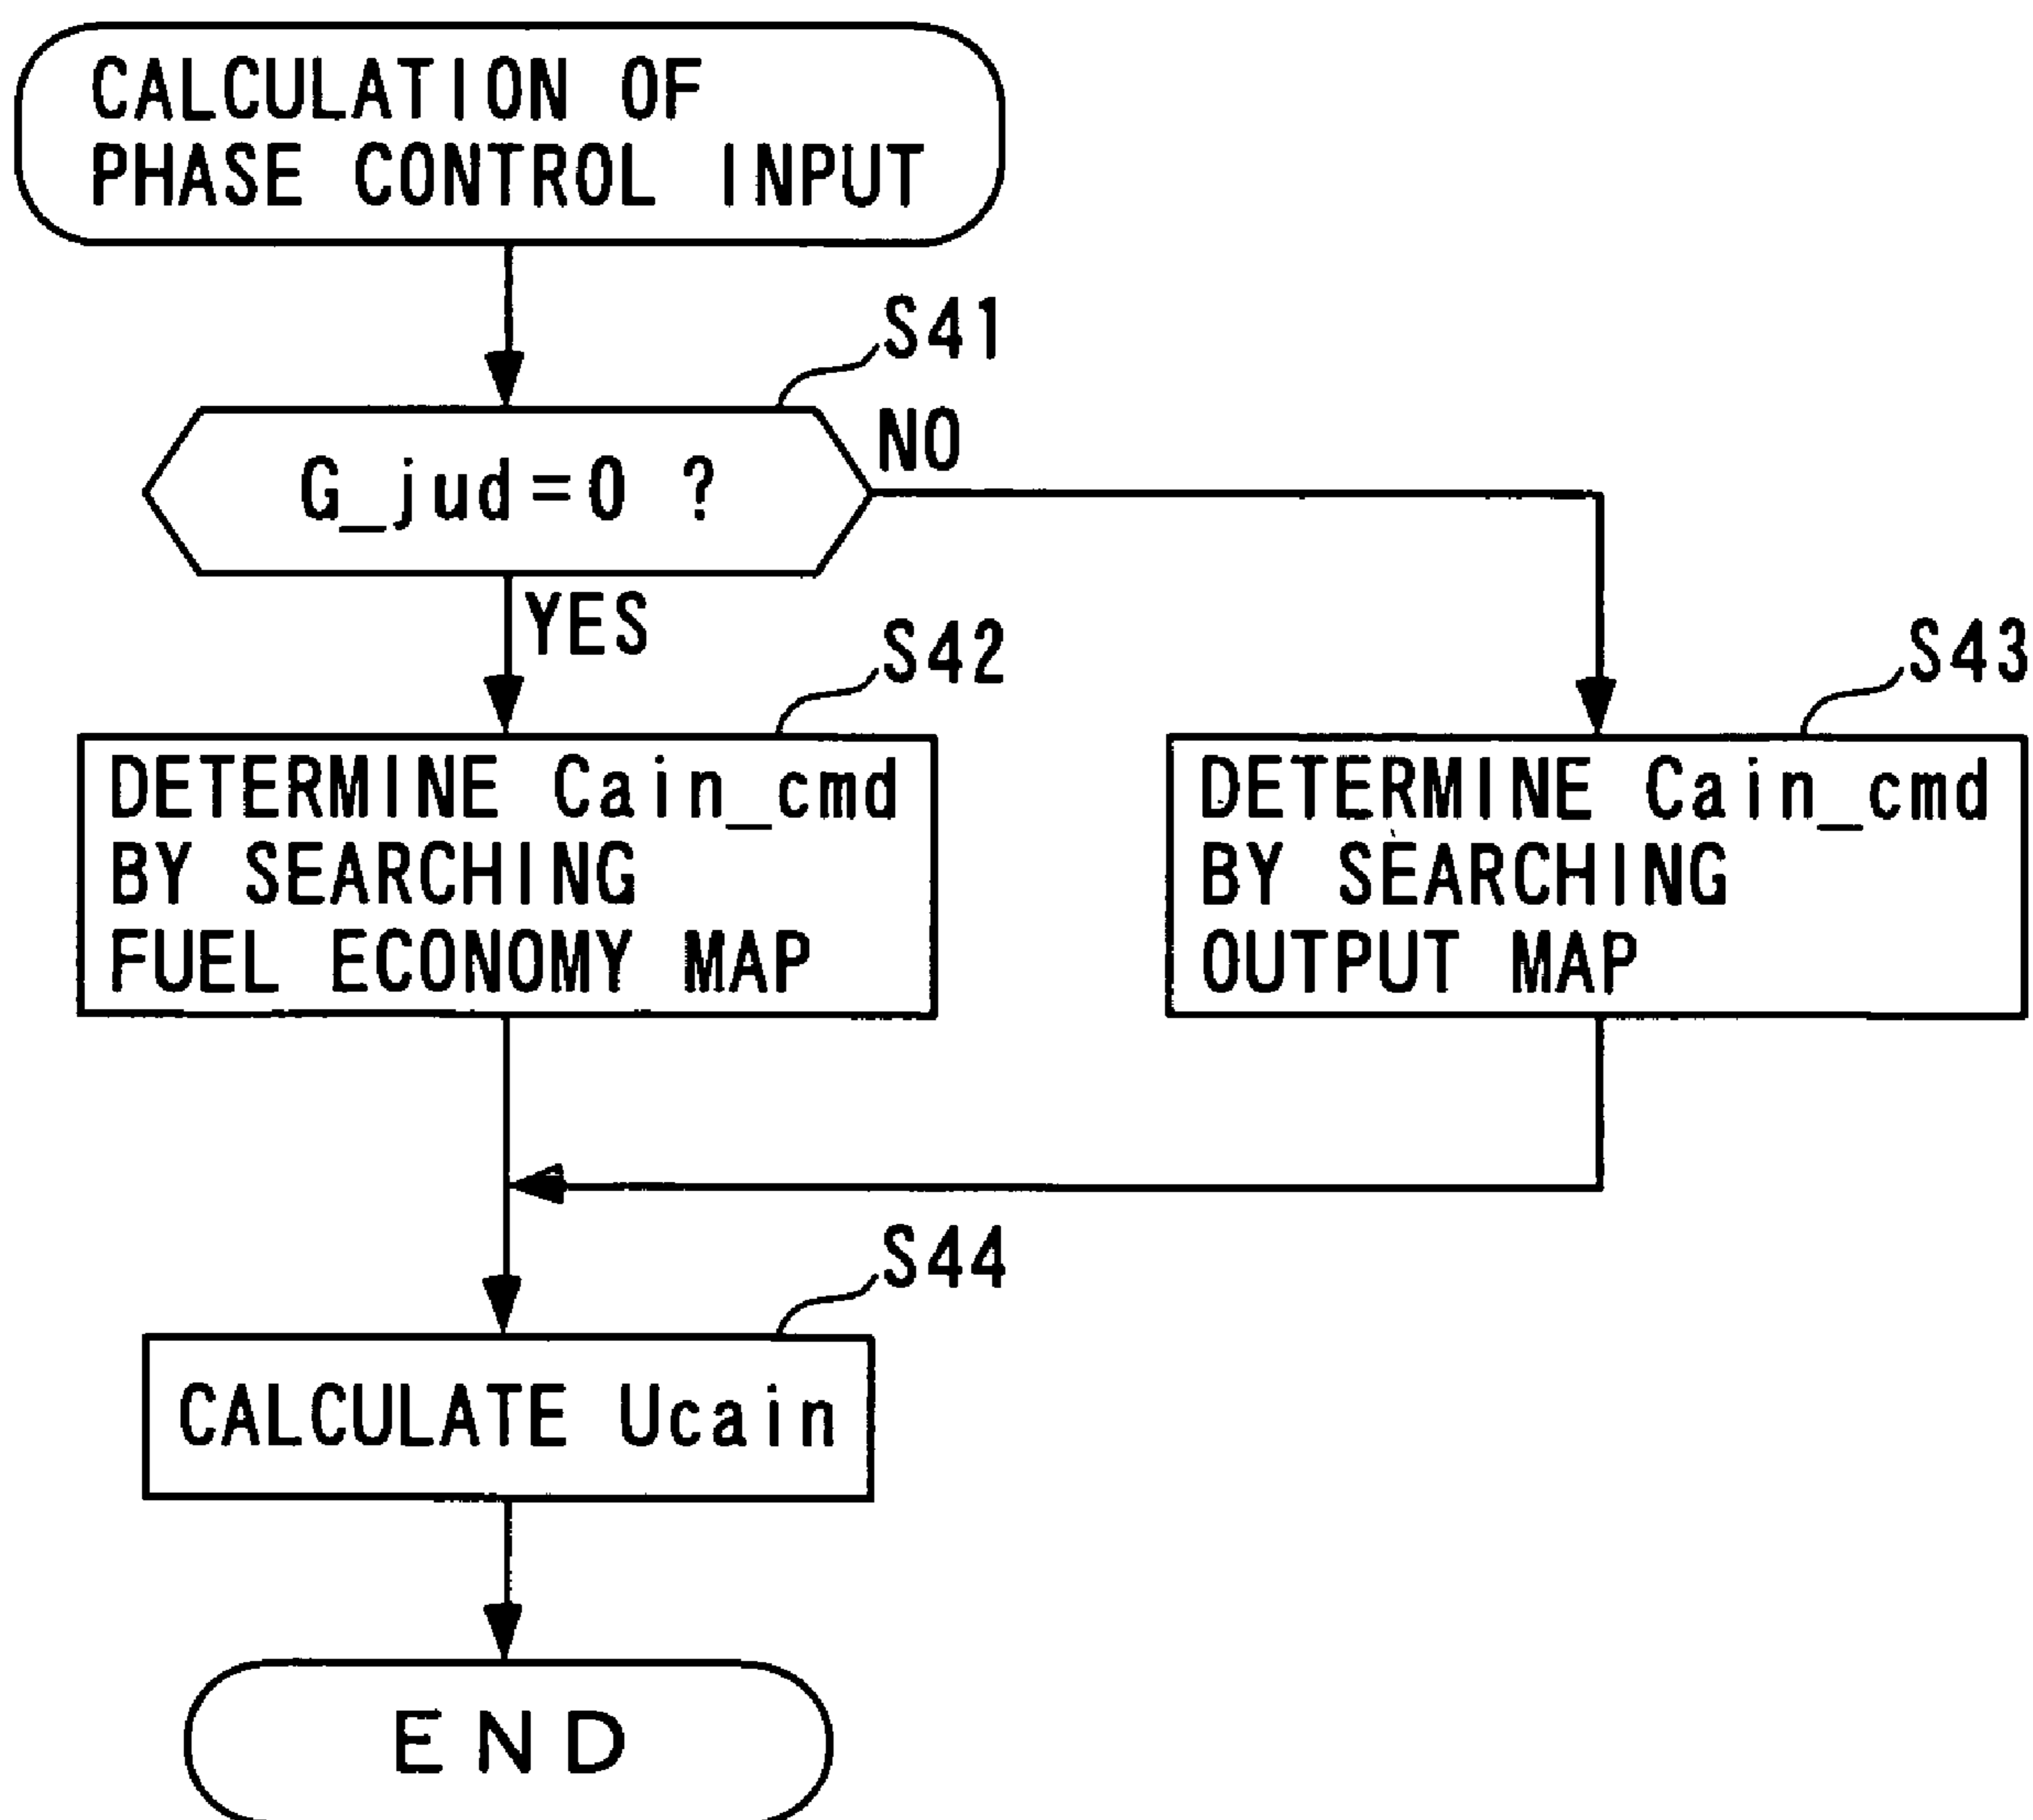 CALCULATION OF
PHASE CONTROL INPUT
S41
G_jud=0 ?
NO
YES
S42
DETERMINE Cain_cmd
BY SEARCHING
FUEL ECONOMY MAP
S43
DETERMINE Cain_cmd
BY SEARCHING
OUTPUT MAP
S44
CALCULATE Ucain
END